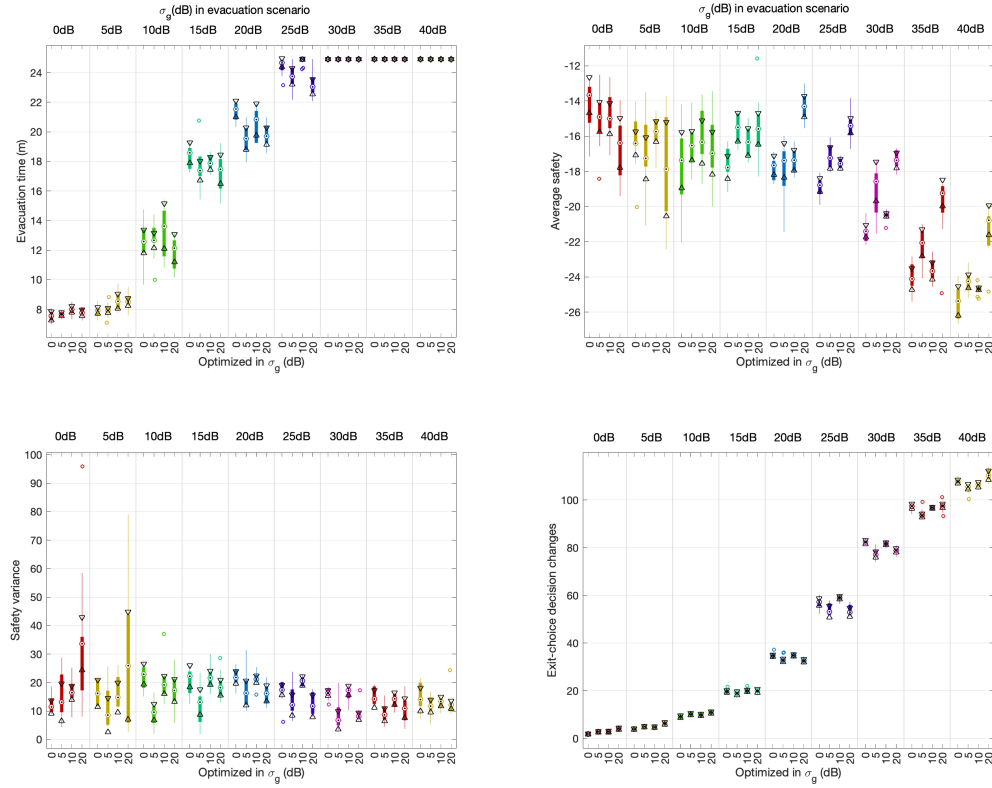 σg(dB) in evacuation scenario
0dB 5dB 10dB 15dB 20dB 25dB 30dB 35dB 40dB
Evacuation time (m)
24
22
20
18
16
14
12
10
8
0 5 10 20 0 5 10 20 0 5 10 20 0 5 10 20 0 5 10 20 0 5 10 20 0 5 10 20 0 5 10 20 0 5 10 20
Optimized in σg (dB)
σg(dB) in evacuation scenario
0dB 5dB 10dB 15dB 20dB 25dB 30dB 35dB 40dB
Average safety
-12
-14
-16
-18
-20
-22
-24
-26
0 5 10 20 0 5 10 20 0 5 10 20 0 5 10 20 0 5 10 20 0 5 10 20 0 5 10 20 0 5 10 20 0 5 10 20
Optimized in σg (dB)
0dB 5dB 10dB 15dB 20dB 25dB 30dB 35dB 40dB
Safety variance
100
90
80
70
60
50
40
30
20
10
0
0 5 10 20 0 5 10 20 0 5 10 20 0 5 10 20 0 5 10 20 0 5 10 20 0 5 10 20 0 5 10 20 0 5 10 20
Optimized in σg (dB)
0dB 5dB 10dB 15dB 20dB 25dB 30dB 35dB 40dB
Exit-choice decision changes
100
80
60
40
20
0
0 5 10 20 0 5 10 20 0 5 10 20 0 5 10 20 0 5 10 20 0 5 10 20 0 5 10 20 0 5 10 20 0 5 10 20
Optimized in σg (dB)